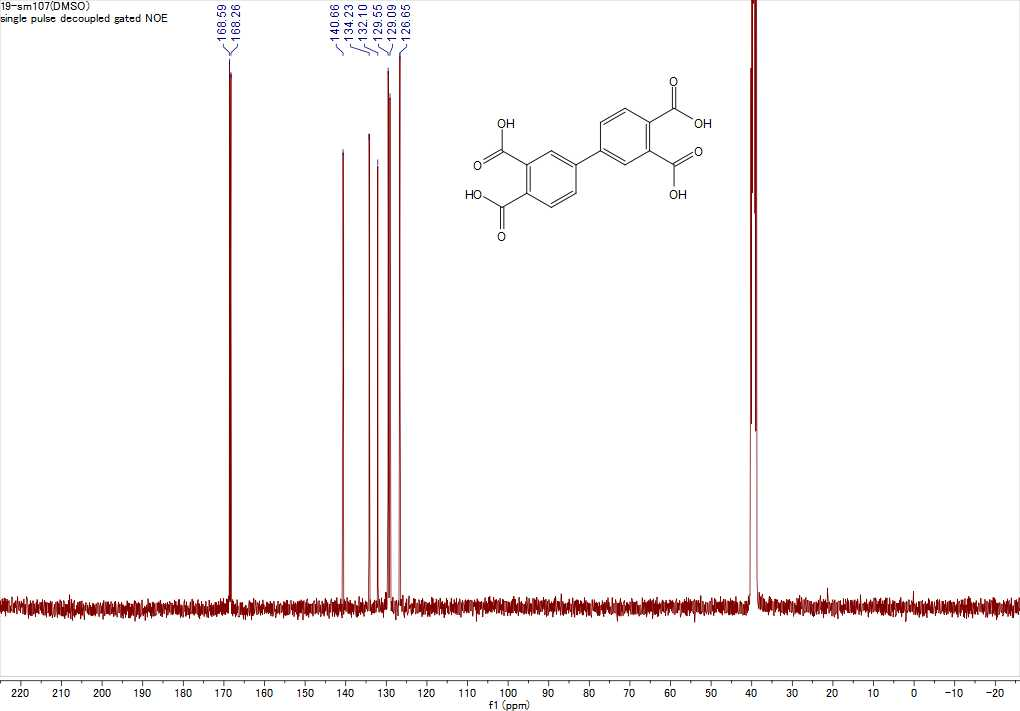 19-sm107(DMSO)
single pulse decoupled gated NOE
168.59
168.26
140.66
134.23
132.10
129.55
129.09
126.65
O
OH
OH
O
O
HO
OH
O
220 210 200 190 180 170 160 150 140 130 120 110 100 90 80 70 60 50 40 30 20 10 0 -10 -20
f1 (ppm)